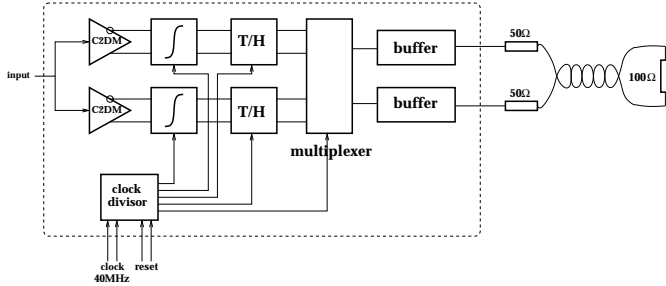 C2DM
T/H
buffer
50Ω
input
100Ω
C2DM
T/H
buffer
50Ω
multiplexer
clock
divisor
clock
40MHz
reset